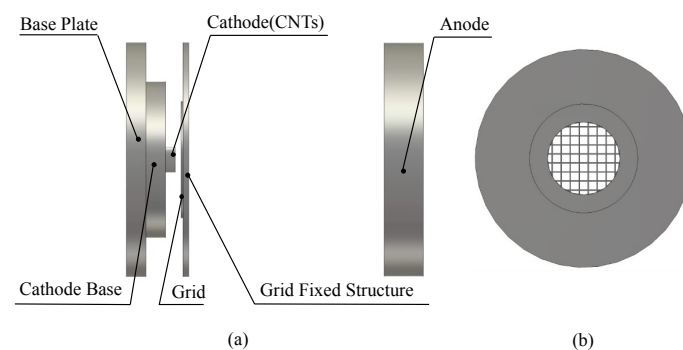 Base Plate
Cathode(CNTs)
Anode
Cathode Base
Grid
Grid Fixed Structure
(a)
(b)